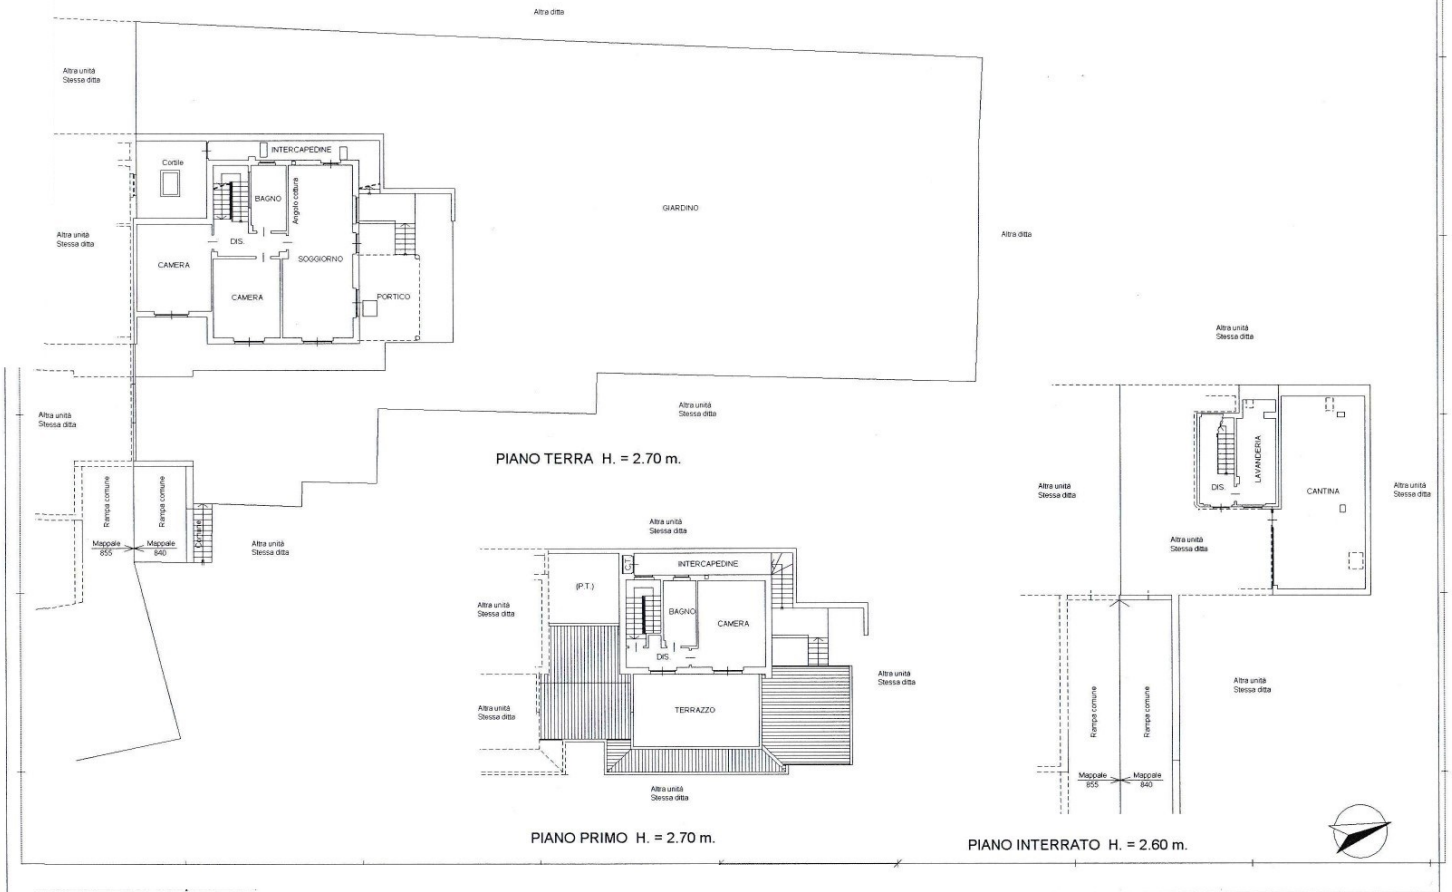 Altra ditta
Altra unità
Stessa ditta
Cortile
INTERCAPEDINE
BAGNO
Angolo cottura
GIARDINO
Altra unità
Stessa ditta
DIS.
Altra ditta
CAMERA
SOGGIORNO
CAMERA
PORTICO
Altra unità
Stessa ditta
Altra unità
Stessa ditta
PIANO TERRA H. = 2.70 m.
Rampa comune
Rampa comune
Mappale
855
Mappale
840
Altra unità
Stessa ditta
Altra unità
Stessa ditta
C.T.
INTERCAPEDINE
(P.T.)
Altra unità
Stessa ditta
BAGNO
CAMERA
DIS.
Altra unità
Stessa ditta
Altra unità
Stessa ditta
TERRAZZO
Altra unità
Stessa ditta
PIANO PRIMO H. = 2.70 m.
Altra unità
Stessa ditta
LAVANDERIA
DIS.
CANTINA
Altra unità
Stessa ditta
Altra unità
Stessa ditta
Altra unità
Stessa ditta
Altra unità
Stessa ditta
Rampa comune
Rampa comune
Mappale
855
Mappale
840
PIANO INTERRATO H. = 2.60 m.